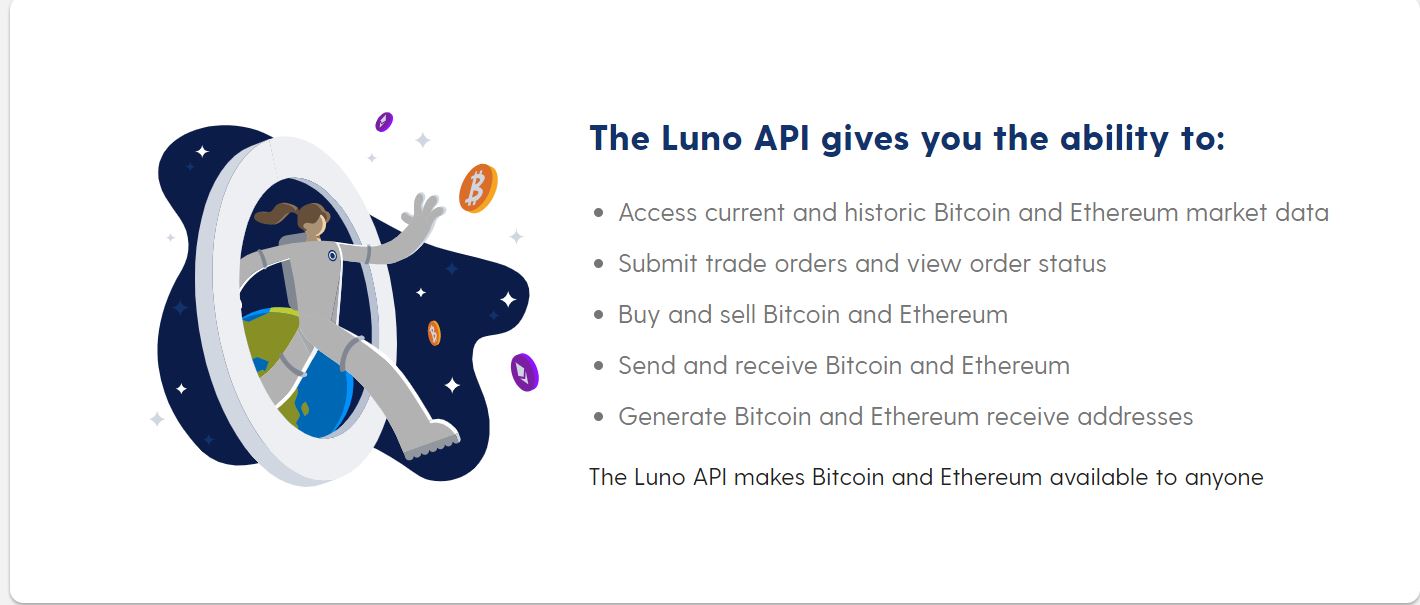 The Luno API gives you the ability to:
Access current and historic Bitcoin and Ethereum market data
Submit trade orders and view order status
Buy and sell Bitcoin and Ethereum
Send and receive Bitcoin and Ethereum
Generate Bitcoin and Ethereum receive addresses
The Luno API makes Bitcoin and Ethereum available to anyone